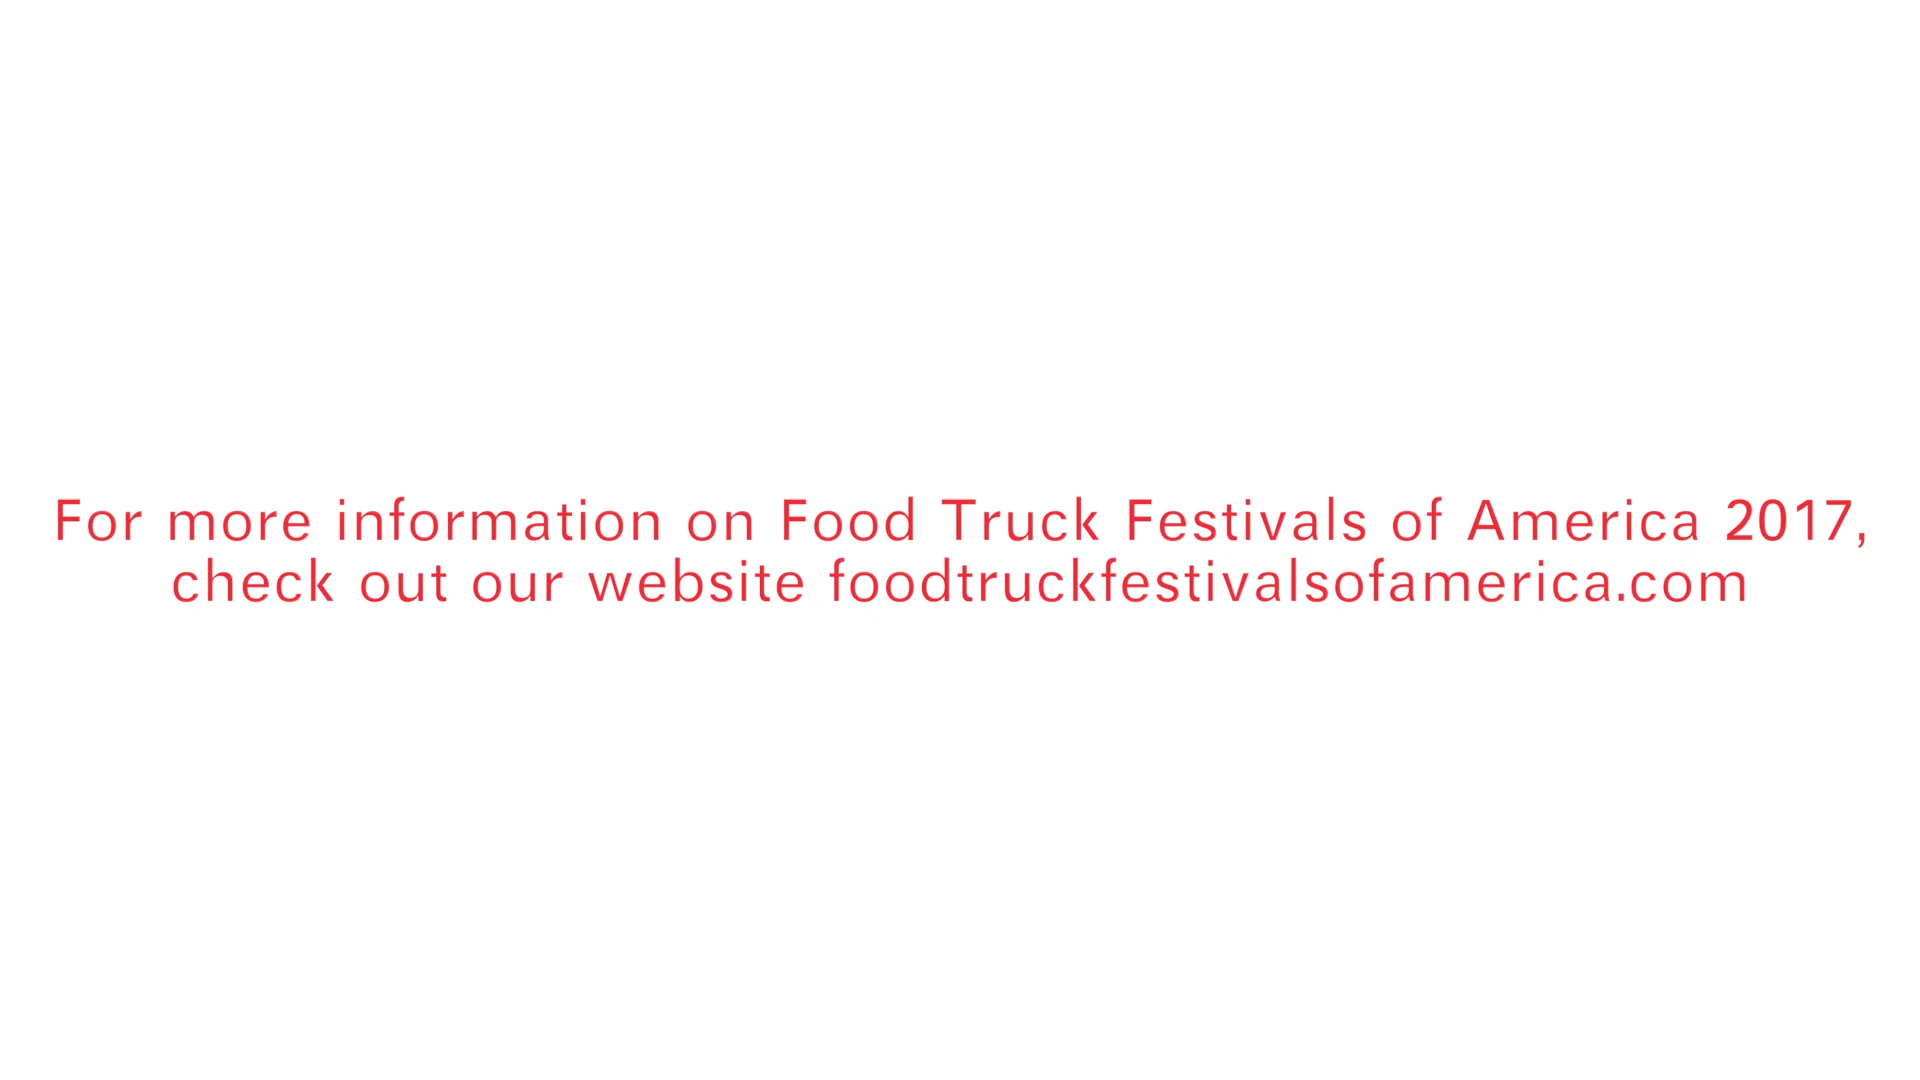 For more information on Food Truck Festivals of America 2017,
check out our website foodtruckfestivalsofamerica.com